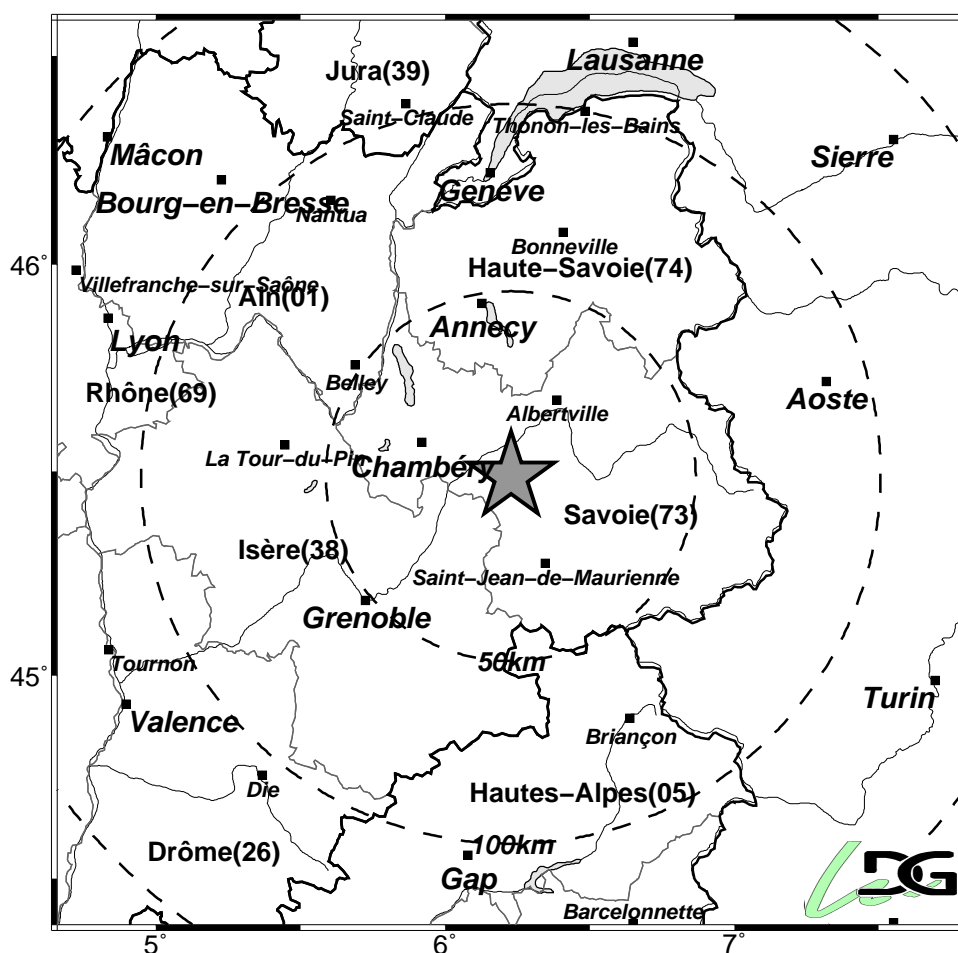 Lausanne
Jura(39)
Saint–Claude
Thonon–les–Bains
Mâcon
Sierre
Genève
Bourg–en–Bresse
Nantua
Bonneville
46˚
Haute–Savoie(74)
Villefranche–sur–Saône
Ain(01)
Annecy
Lyon
Belley
Rhône(69)
Aoste
Albertville
La Tour–du–Pin
Chambéry
Savoie(73)
Isère(38)
Saint–Jean–de–Maurienne
Grenoble
50km
Tournon
45˚
Turin
Valence
Briançon
Die
Hautes–Alpes(05)
100km
Drôme(26)
Gap
DG
Barcelonnette
5˚
6˚
7˚